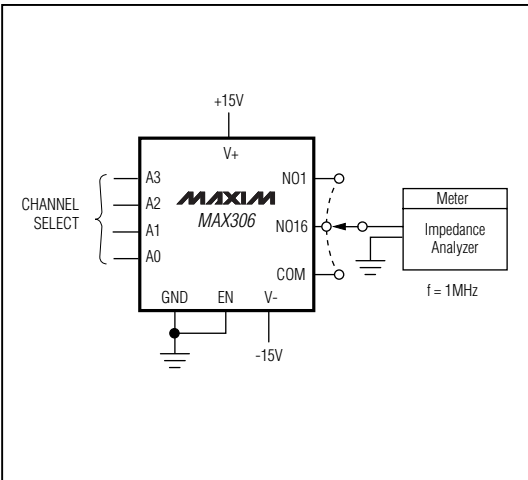 +15V
V+
A3
A2
A1
A0
CHANNEL
SELECT
MAXIM
MAX306
NO1
NO16
COM
GND
EN
V-
-15V
Meter
Impedance
Analyzer
f = 1MHz